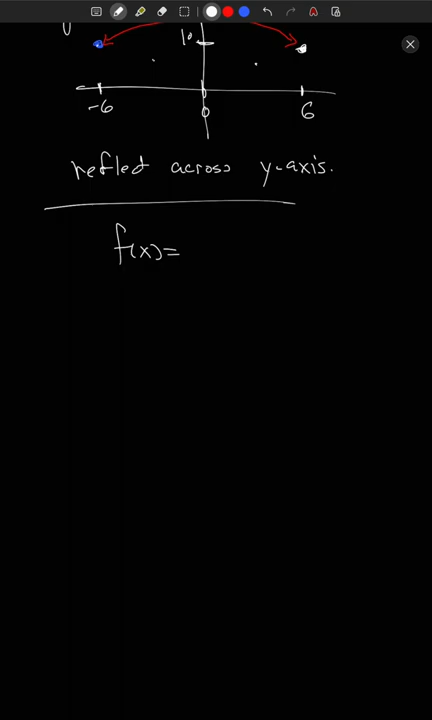 10
-6 0 6
reflect across y-axis.
f(x)=